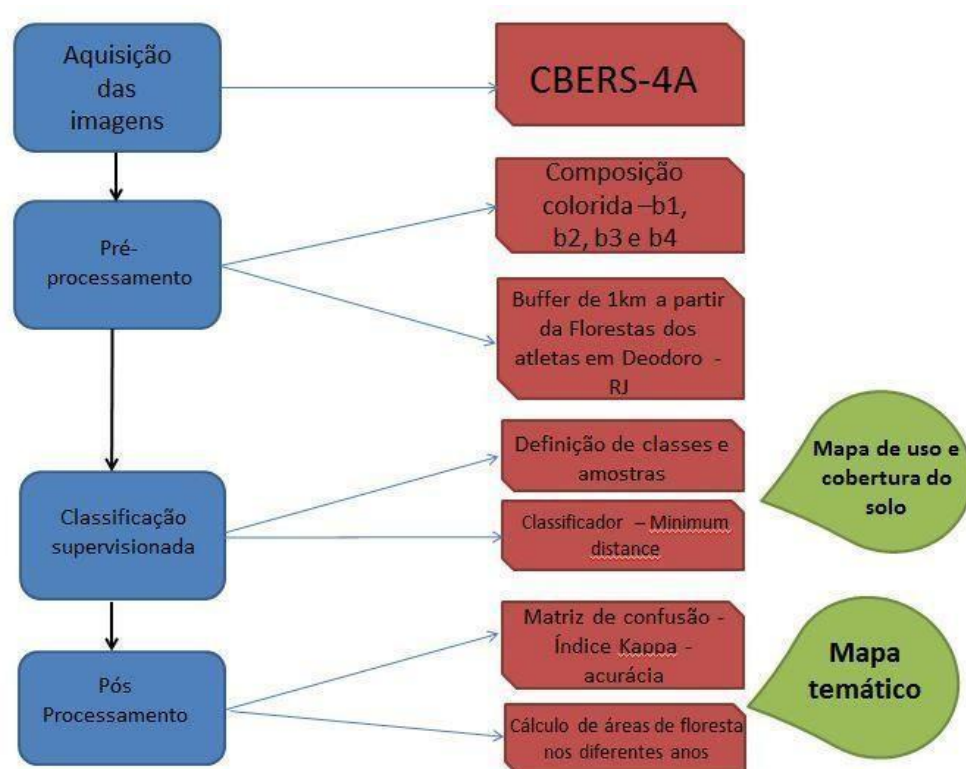 Aquisição
das
imagens
CBERS-4A
Pré-
processamento
Composição
colorida –b1,
b2, b3 e b4
Buffer de 1km a partir
da Florestas dos
atletas em Deodoro -
RJ
Classificação
supervisionada
Definição de classes e
amostras
Classificador – Minimum
distance
Mapa de uso e
cobertura do
solo
Pós
Processamento
Matriz de confusão -
Índice Kappa -
acurácia
Cálculo de áreas de floresta
nos diferentes anos
Mapa
temático